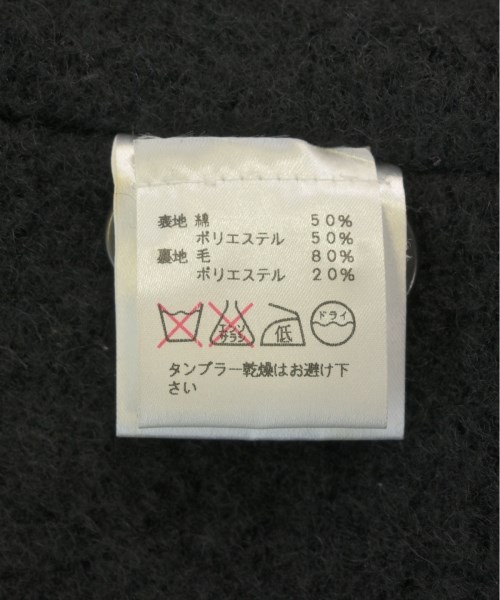 表地 綿 50%
ポリエステル 50%
裏地 毛 80%
ポリエステル 20%
エンソ サラシ 低 ドライ
タンブラー乾燥はお避け下
さい